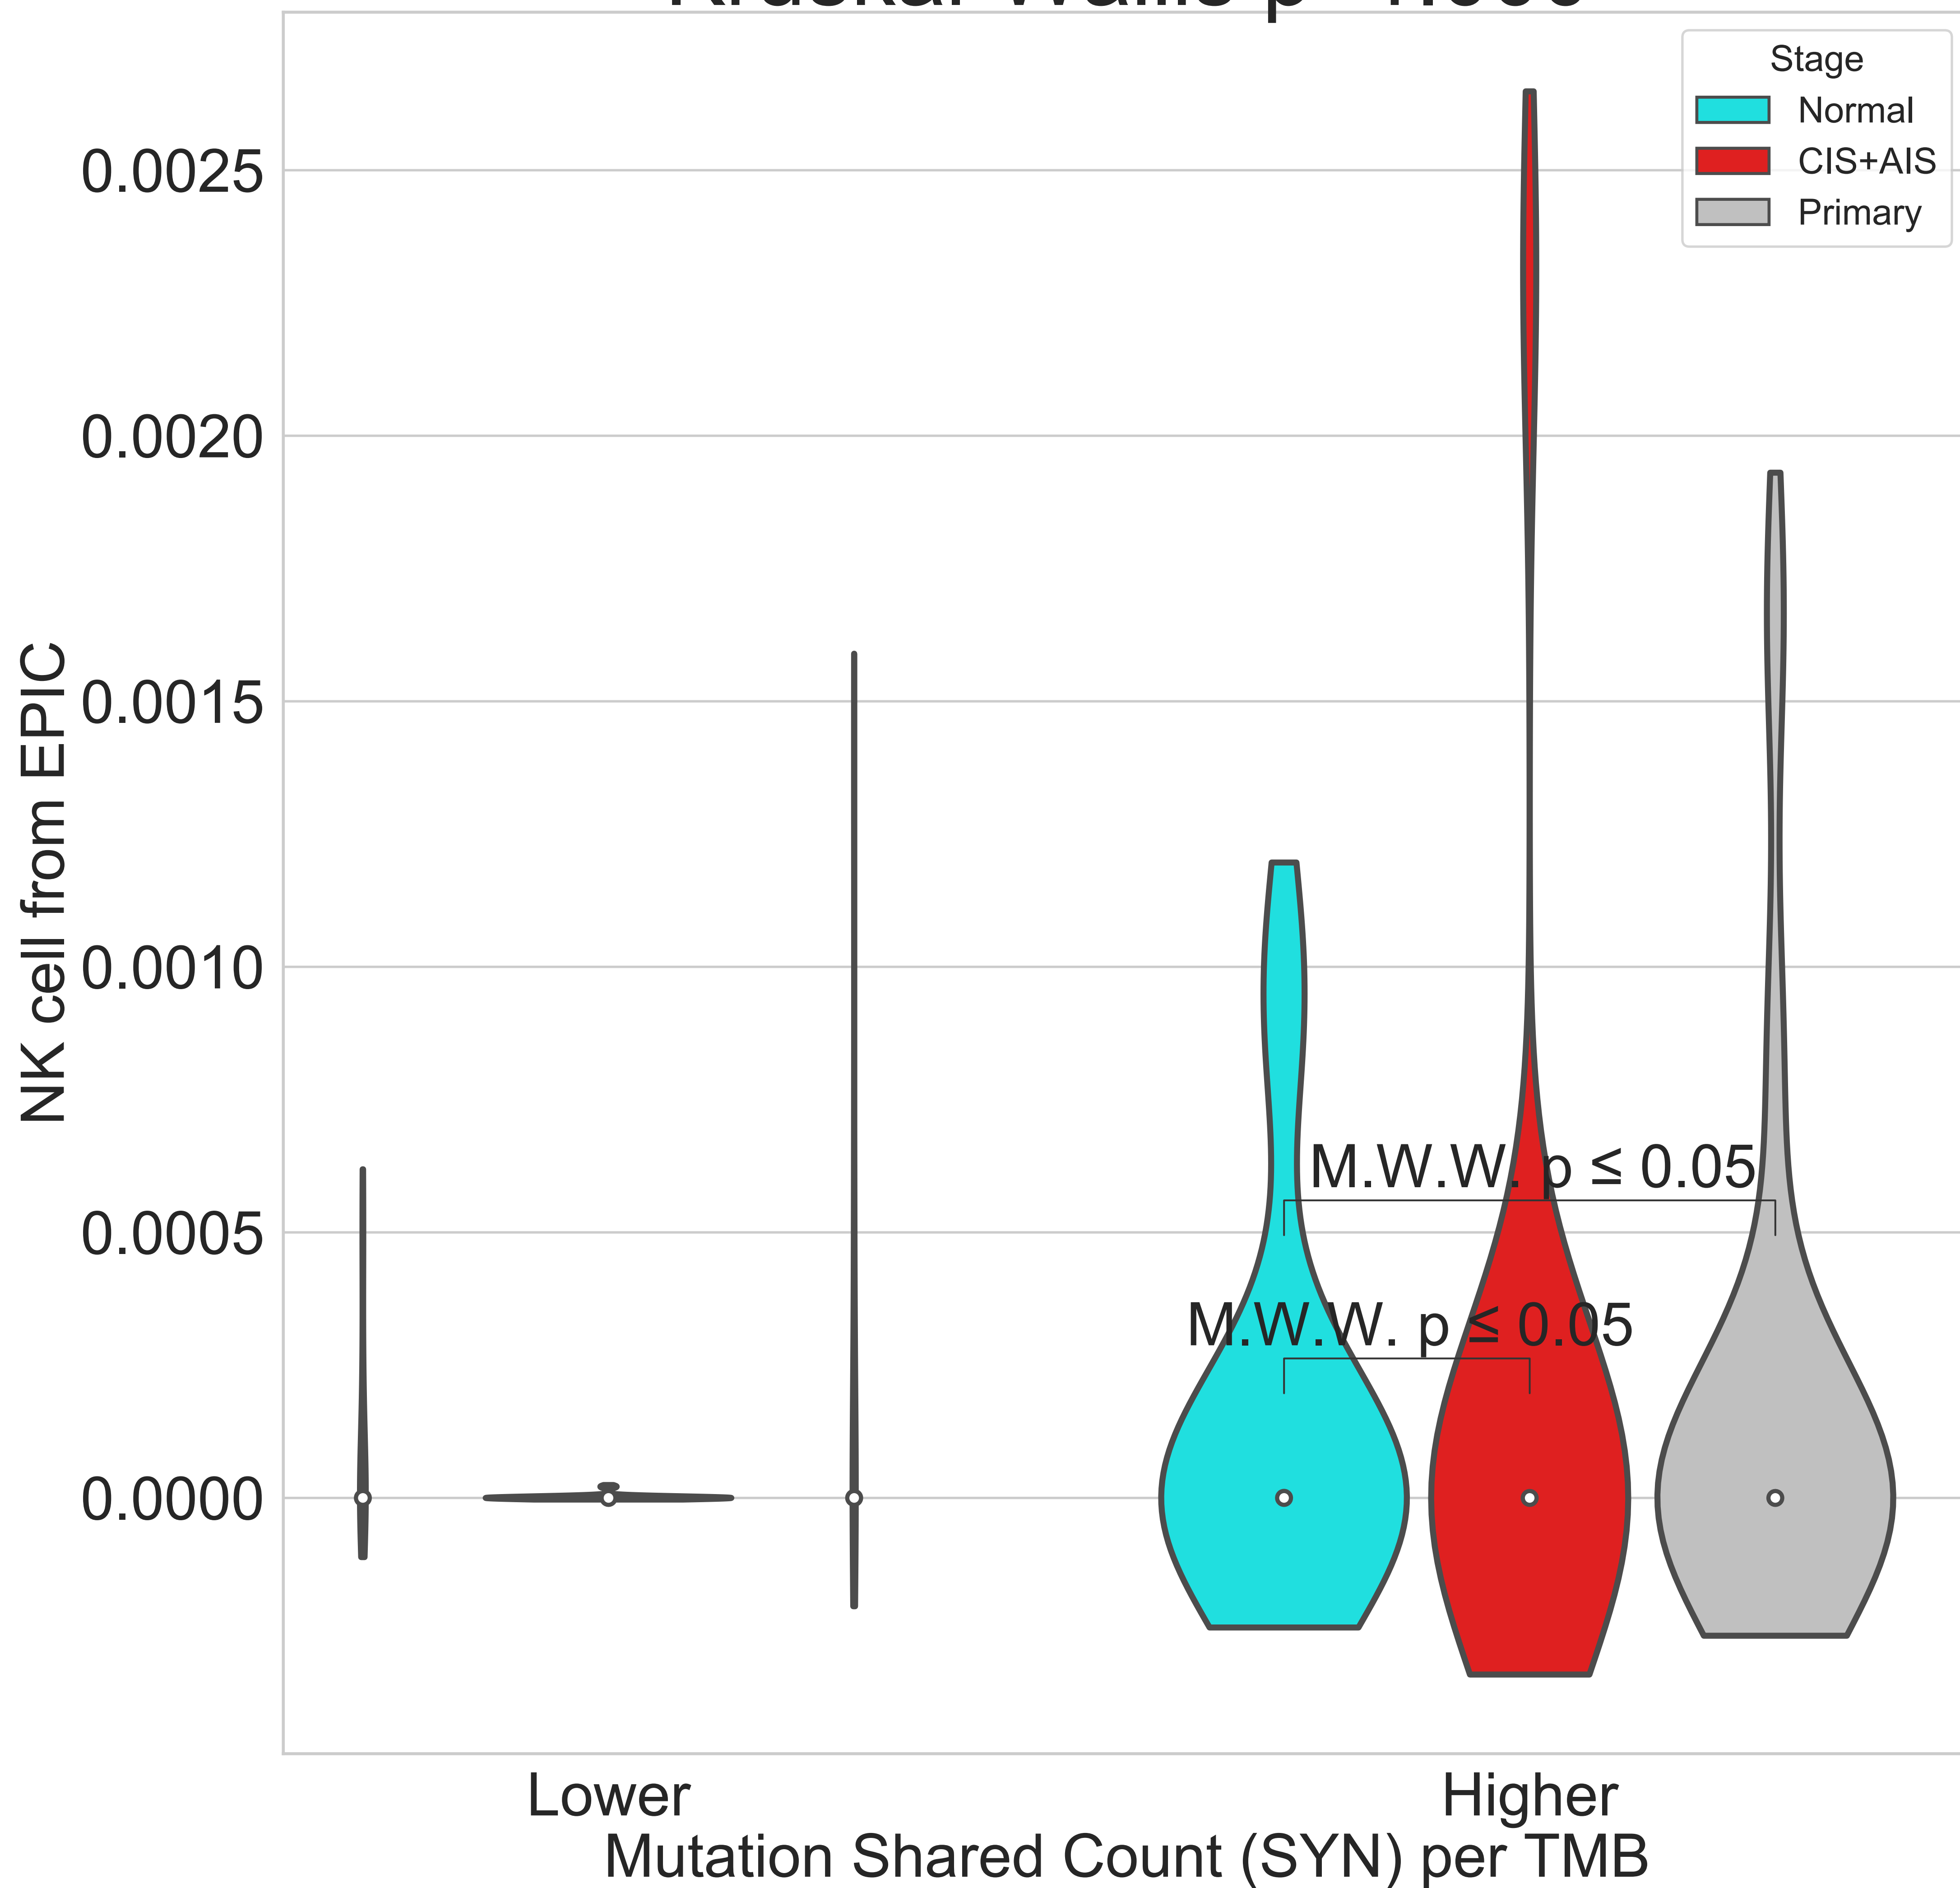 Stage
Normal
CIS+AIS
Primary
0.0025
0.0020
0.0015
0.0010
0.0005
0.0000
NK cell from EPIC
M.W.W. p ≤ 0.05
M.W.W. p ≤ 0.05
Lower
Higher
Mutation Shared Count (SYN) per TMB